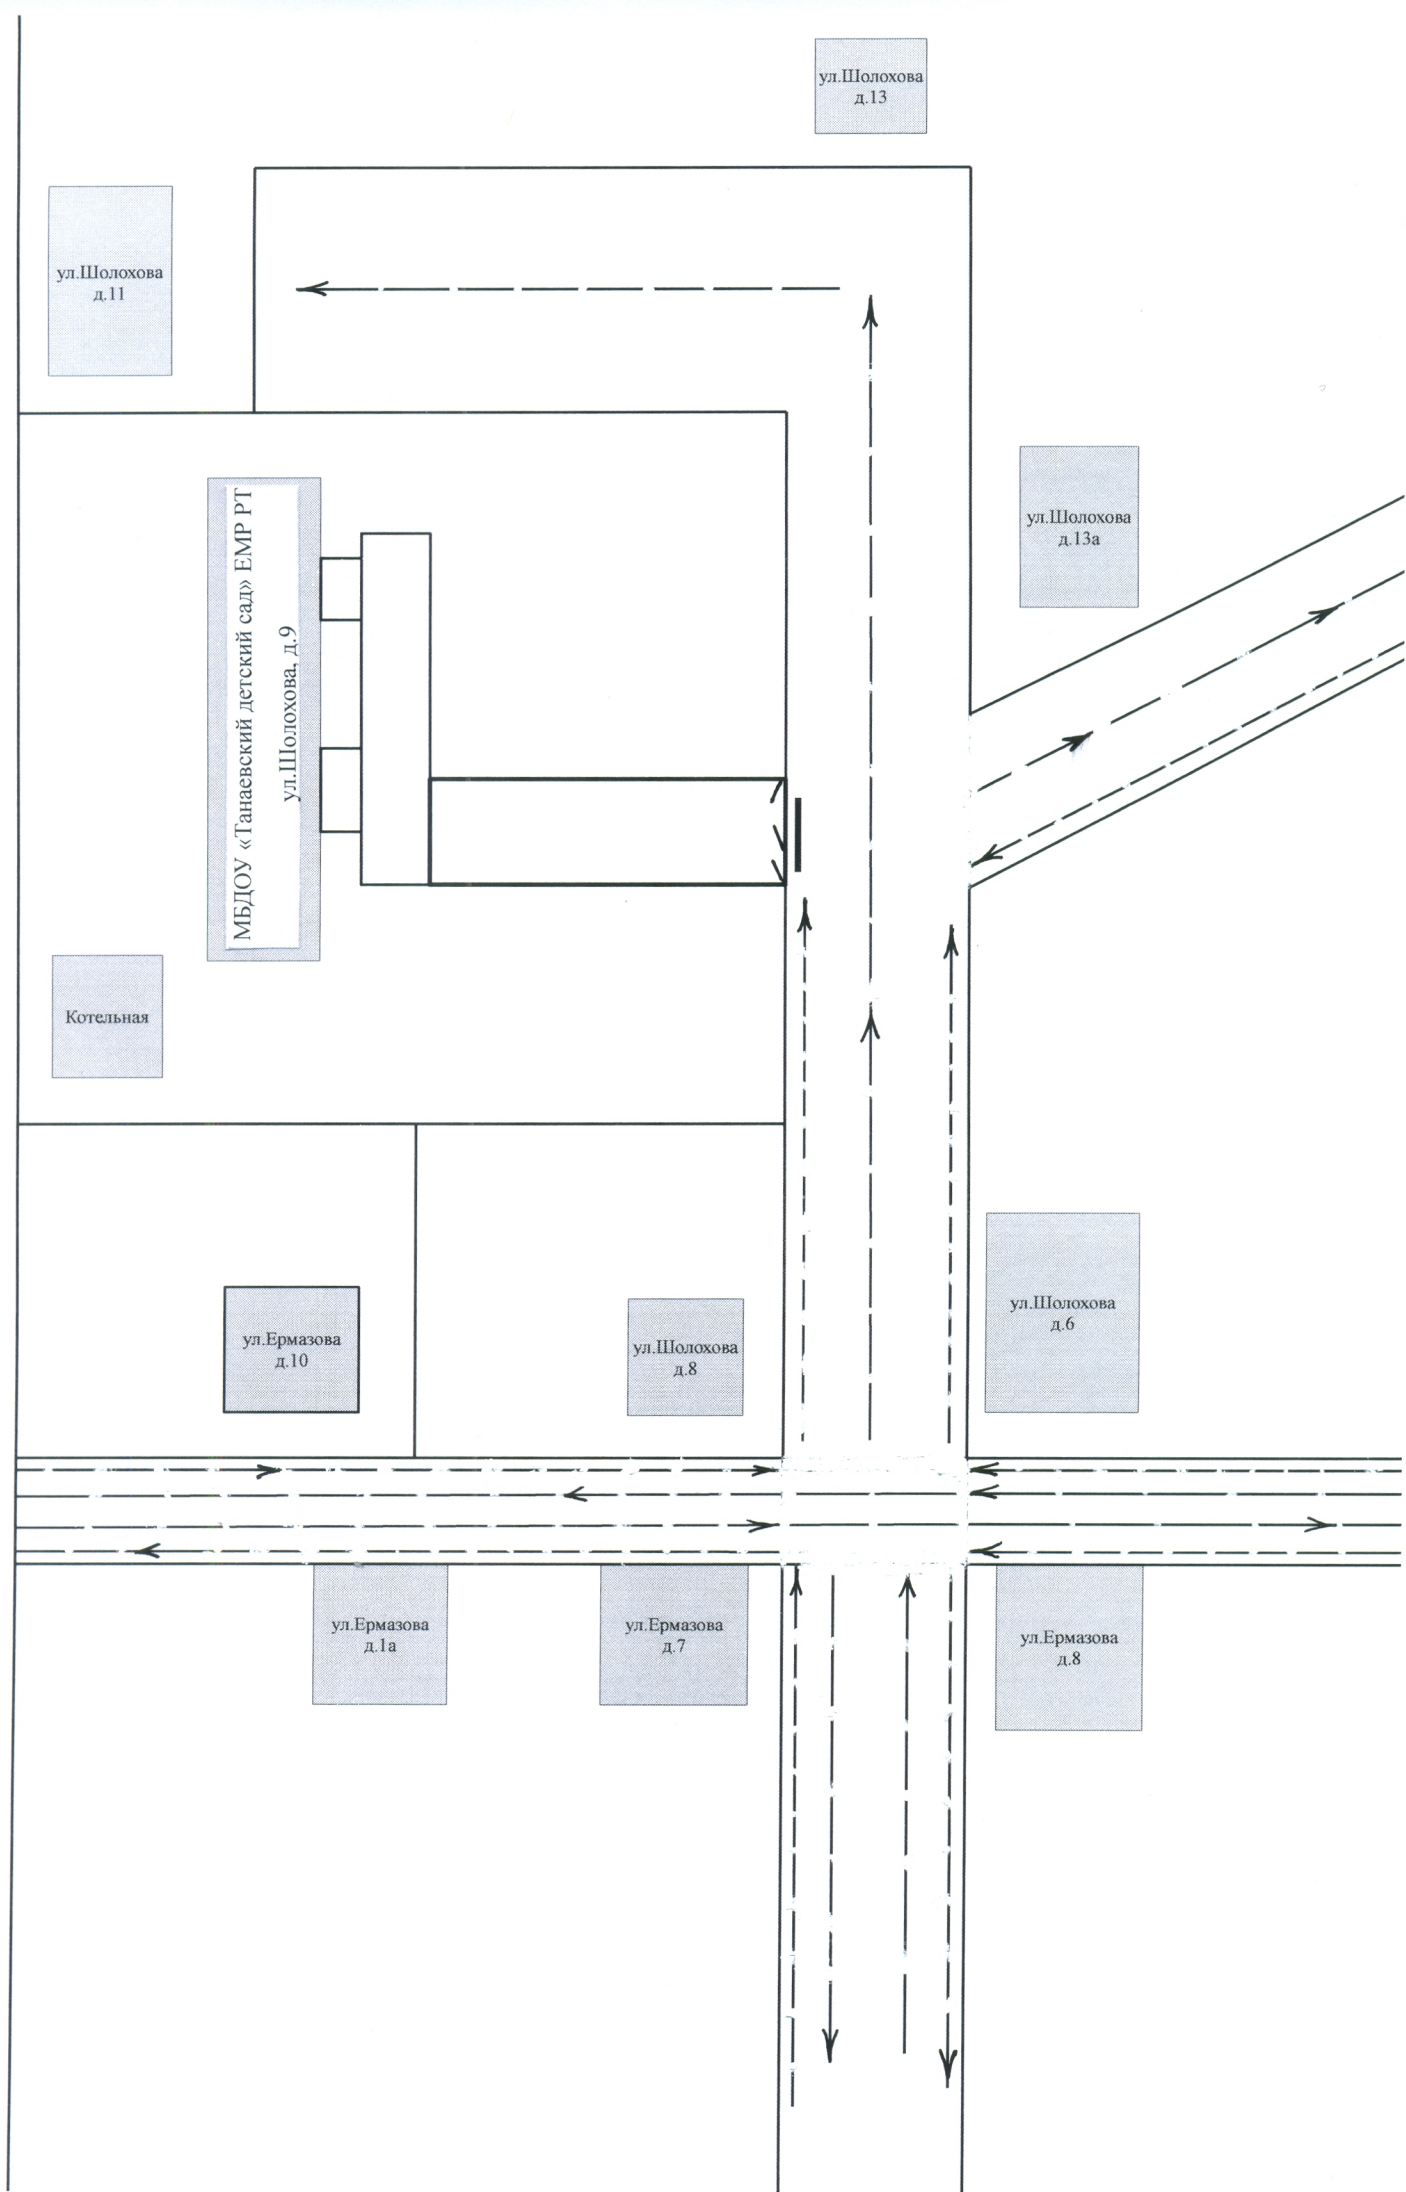 ул.Шолохова
д.13
ул.Шолохова
д.11
ул.Шолохова
д.13а
МБДОУ «Танаевский детский сад» ЕМР РТ
ул.Шолохова, д.9
Котельная
ул.Шолохова
д.6
ул.Ермазова
д.10
ул.Шолохова
д.8
ул.Ермазова
д.1а
ул.Ермазова
д.7
ул.Ермазова
д.8